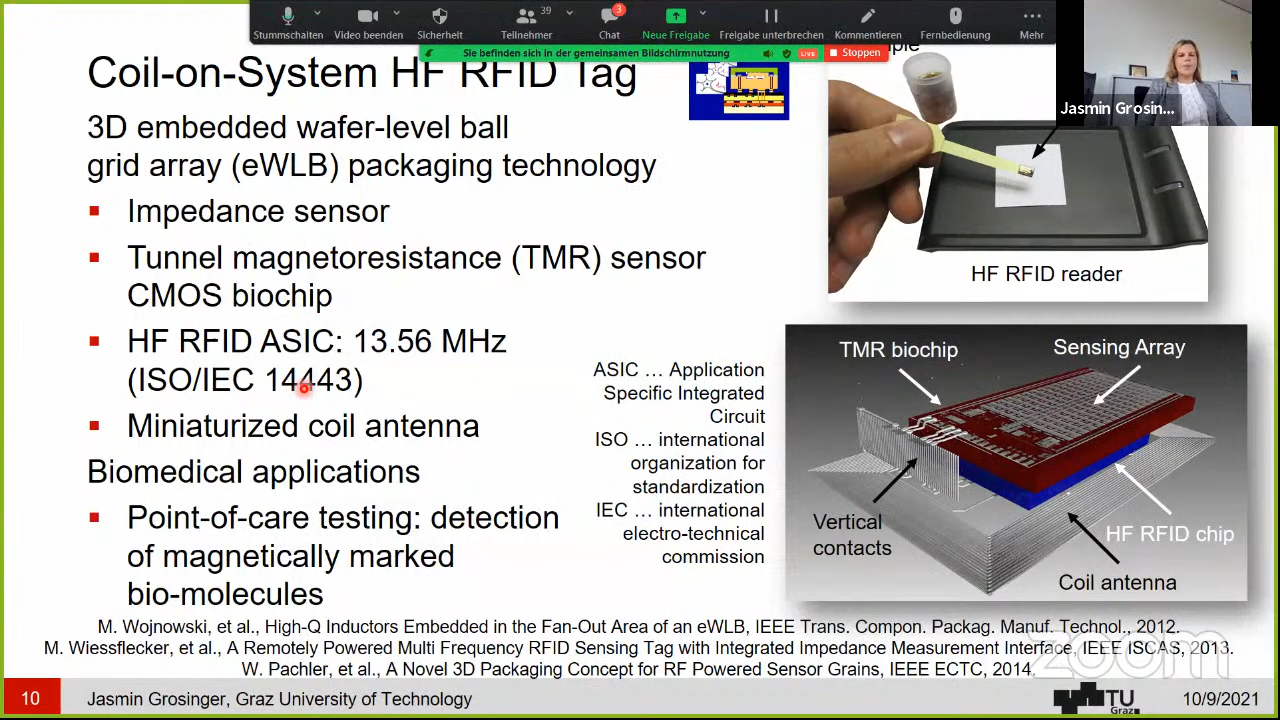 Stummschalten
Video beenden
Sicherheit
39
Teilnehmer
3
Chat
Neue Freigabe
Freigabe unterbrechen
Kommentieren
Fernbedienung
Mehr
Sie befinden sich in der gemeinsamen Bildschirmnutzung
LIVE
Stoppen
Jasmin Grosin...
Coil-on-System HF RFID Tag
3D embedded wafer-level ball
grid array (eWLB) packaging technology
Impedance sensor
Tunnel magnetoresistance (TMR) sensor
CMOS biochip
HF RFID ASIC: 13.56 MHz
(ISO/IEC 14443)
Miniaturized coil antenna
Biomedical applications
Point-of-care testing: detection
of magnetically marked
bio-molecules
ASIC … Application
Specific Integrated
Circuit
ISO … international
organization for
standardization
IEC … international
electro-technical
commission
HF RFID reader
TMR biochip
Sensing Array
Vertical
contacts
HF RFID chip
Coil antenna
M. Wojnowski, et al., High-Q Inductors Embedded in the Fan-Out Area of an eWLB, IEEE Trans. Compon. Packag. Manuf. Technol., 2012.
M. Wiessflecker, et al., A Remotely Powered Multi Frequency RFID Sensing Tag with Integrated Impedance Measurement Interface, IEEE ISCAS, 2013.
W. Pachler, et al., A Novel 3D Packaging Concept for RF Powered Sensor Grains, IEEE ECTC, 2014.
zoom
10
Jasmin Grosinger, Graz University of Technology
TU
Graz
10/9/2021